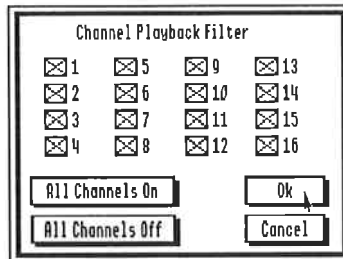 Channel Playback Filter
1 5 9 13
2 6 10 14
3 7 11 15
4 8 12 16
All Channels On Ok
All Channels Off Cancel